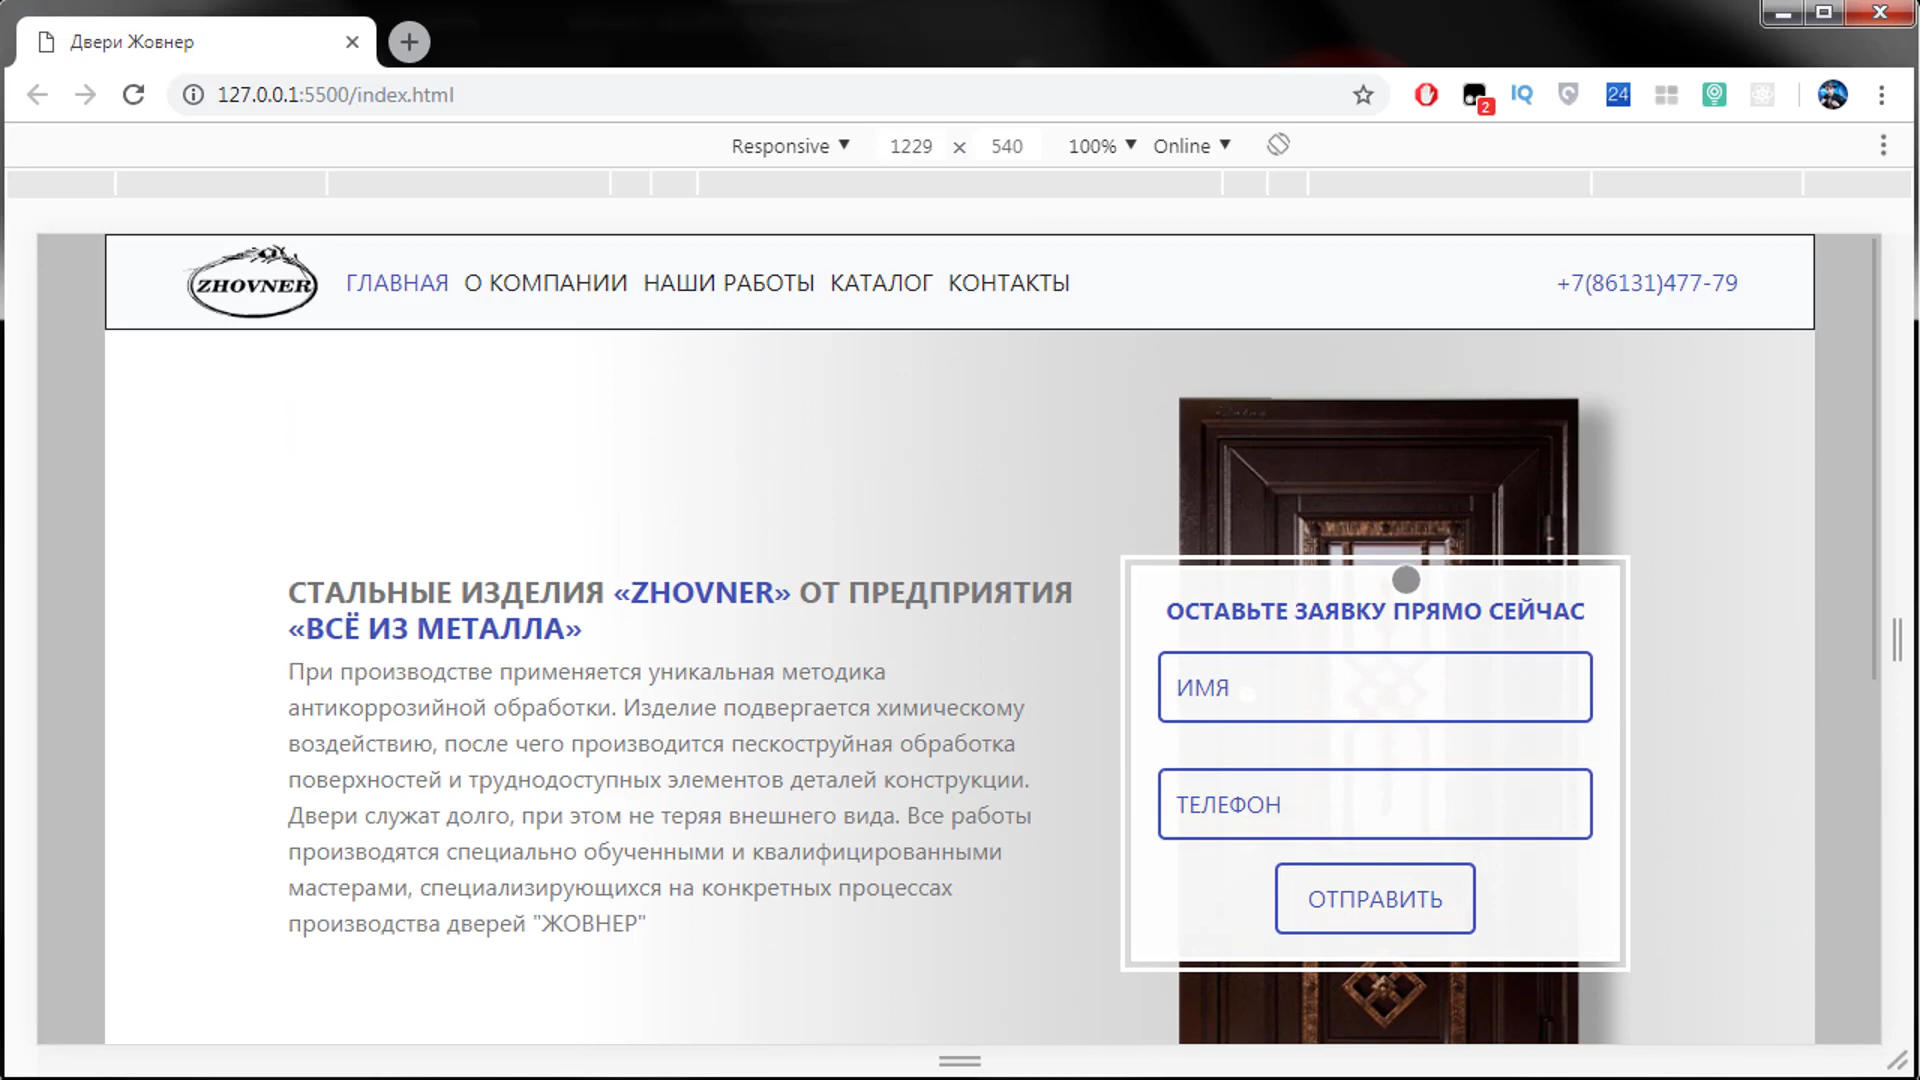 Двери Жовнер
127.0.0.1:5500/index.html
2
IQ
24
Responsive ▼ 1229 × 540 100% ▼ Online ▼
ZHOVNER ГЛАВНАЯ О КОМПАНИИ НАШИ РАБОТЫ КАТАЛОГ КОНТАКТЫ +7(86131)477-79
СТАЛЬНЫЕ ИЗДЕЛИЯ «ZHOVNER» ОТ ПРЕДПРИЯТИЯ
«ВСЁ ИЗ МЕТАЛЛА»
При производстве применяется уникальная методика
антикоррозийной обработки. Изделие подвергается химическому
воздействию, после чего производится пескоструйная обработка
поверхностей и труднодоступных элементов деталей конструкции.
Двери служат долго, при этом не теряя внешнего вида. Все работы
производятся специально обученными и квалифицированными
мастерами, специализирующихся на конкретных процессах
производства дверей "ЖОВНЕР"
ОСТАВЬТЕ ЗАЯВКУ ПРЯМО СЕЙЧАС
ИМЯ
ТЕЛЕФОН
ОТПРАВИТЬ